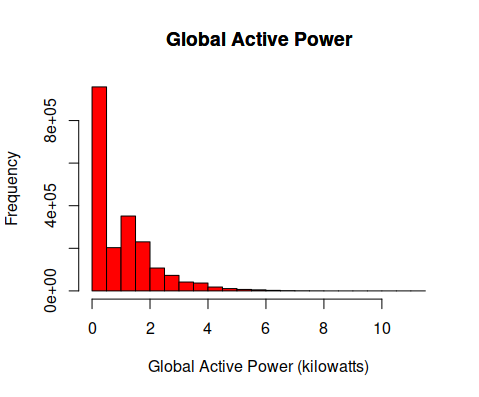 Global Active Power
Frequency
8e+05
4e+05
0e+00
0 2 4 6 8 10
Global Active Power (kilowatts)